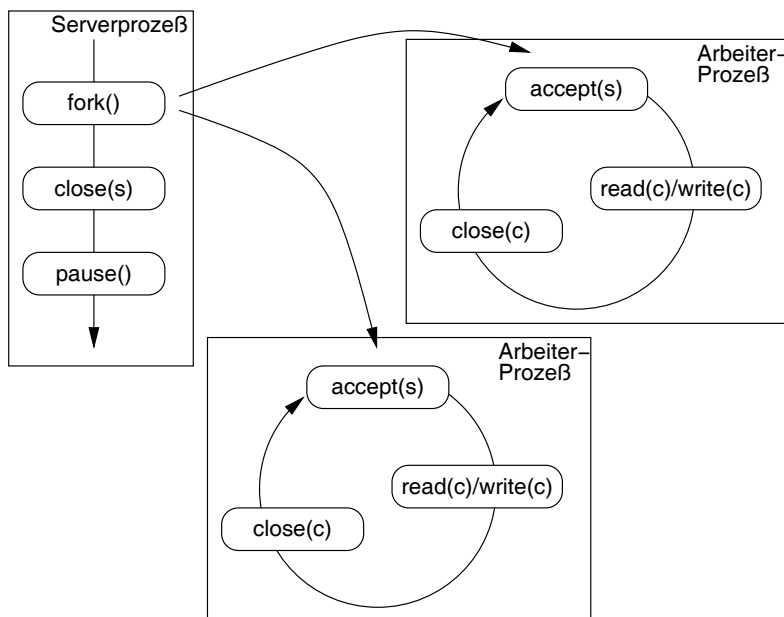 Serverprozeß
fork()
close(s)
pause()
Arbeiter–
Prozeß
accept(s)
read(c)/write(c)
close(c)
Arbeiter–
Prozeß
accept(s)
read(c)/write(c)
close(c)